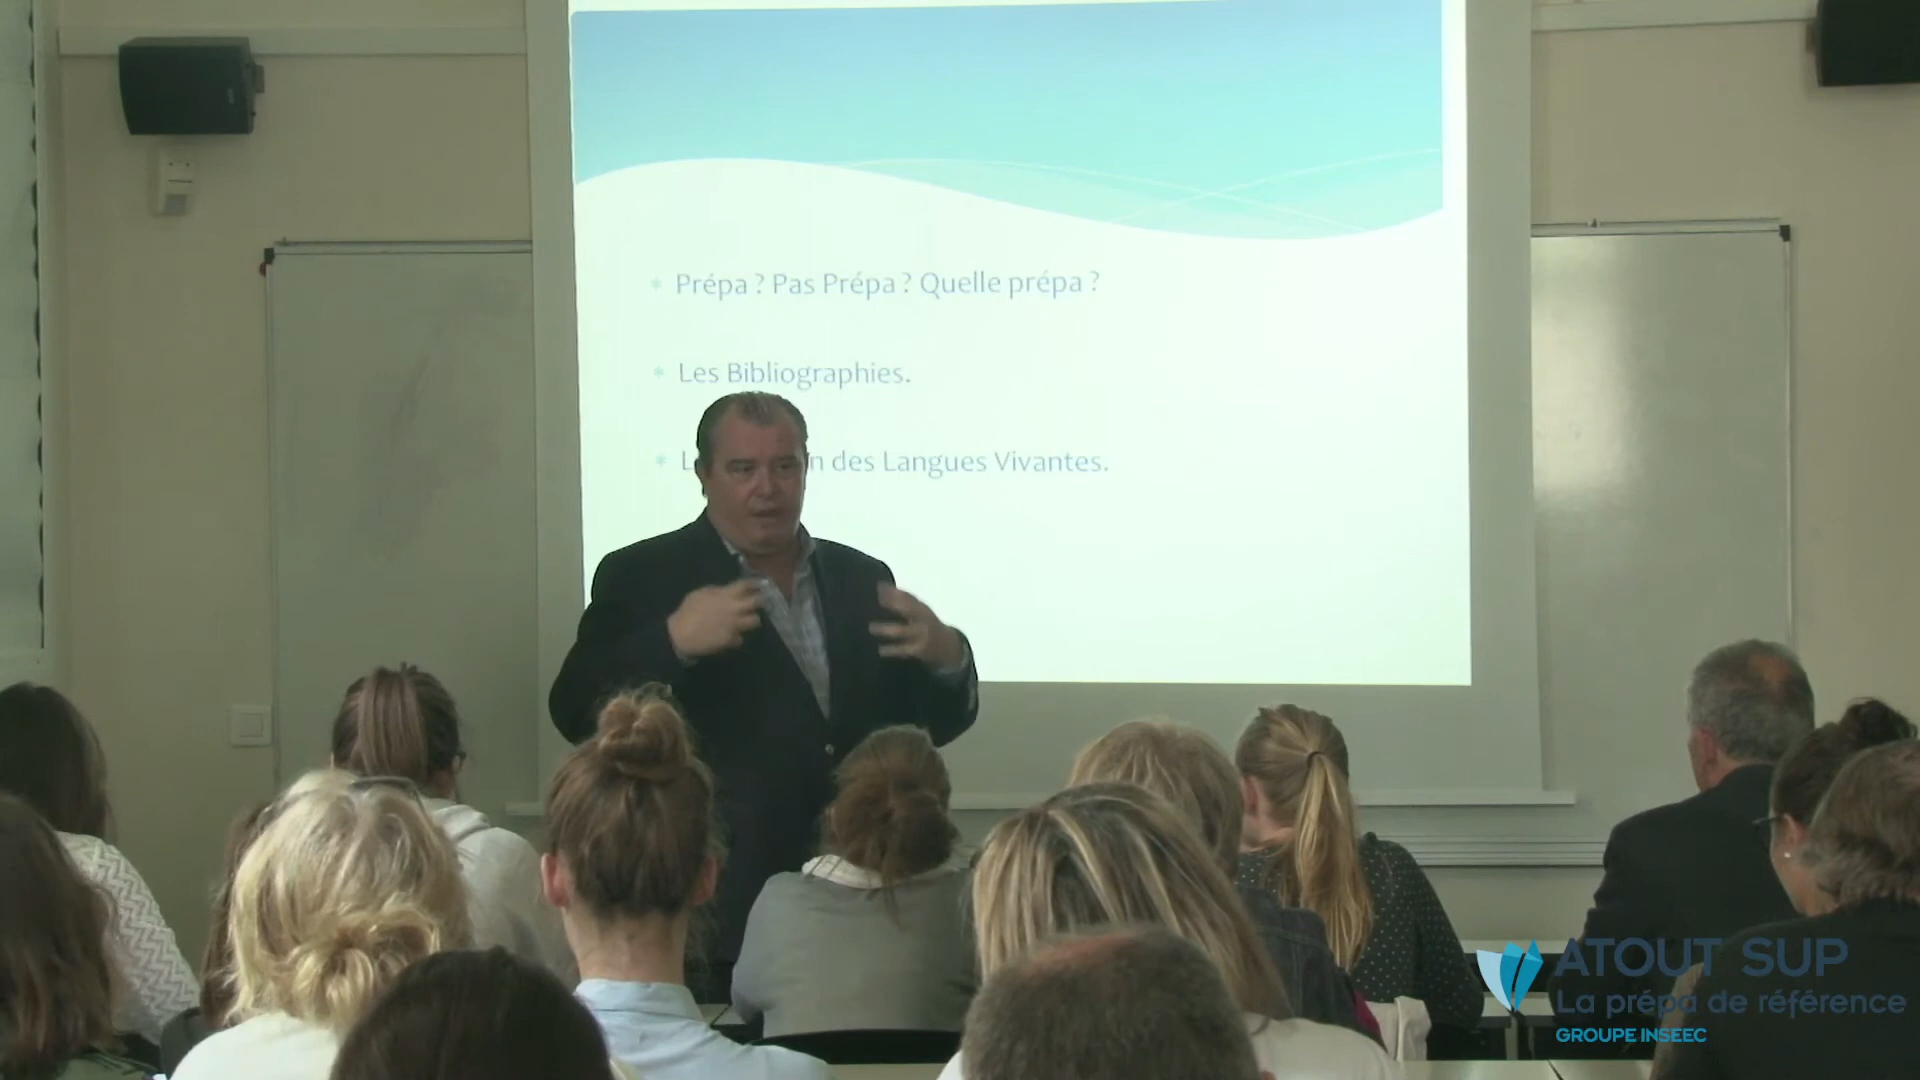 * Prépa ? Pas Prépa ? Quelle prépa ?
* Les Bibliographies.
* L n des Langues Vivantes.
ATOUT SUP
La prépa de référence
GROUPE INSEEC